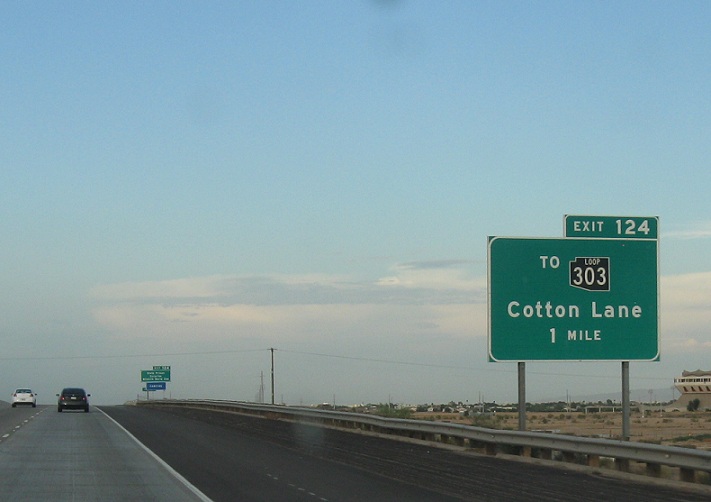 EXIT 124
TO LOOP 303
Cotton Lane
1 MILE